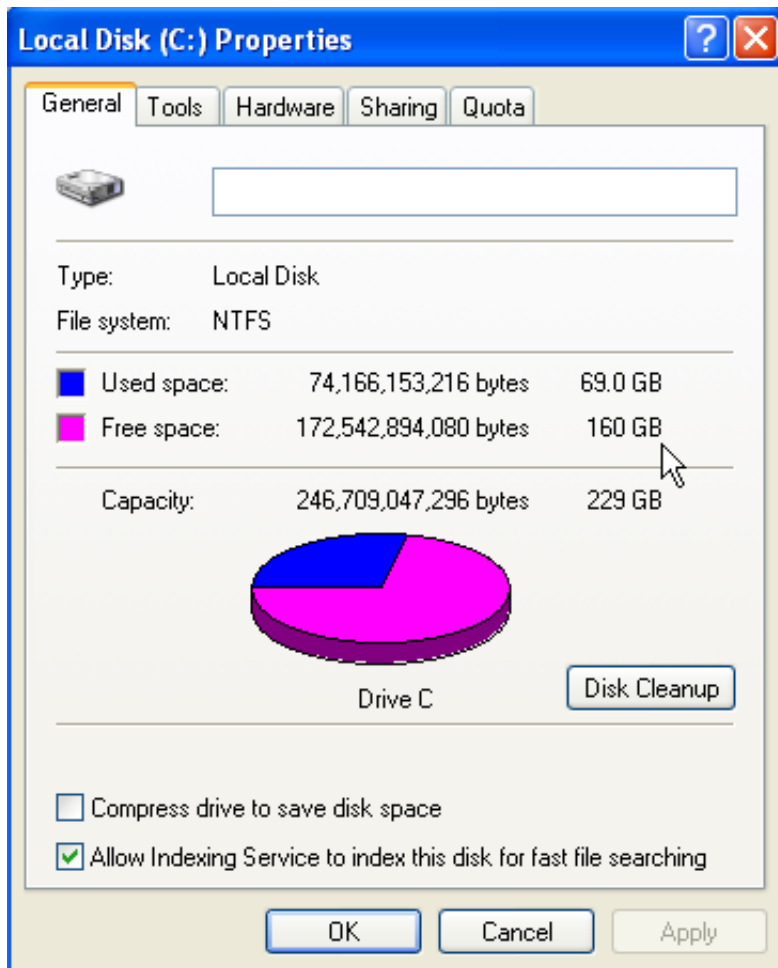 Local Disk (C:) Properties
General Tools Hardware Sharing Quota
Type: Local Disk
File system: NTFS
Used space: 74,166,153,216 bytes 69.0 GB
Free space: 172,542,894,080 bytes 160 GB
Capacity: 246,709,047,296 bytes 229 GB
Drive C
Disk Cleanup
Compress drive to save disk space
Allow Indexing Service to index this disk for fast file searching
OK Cancel Apply